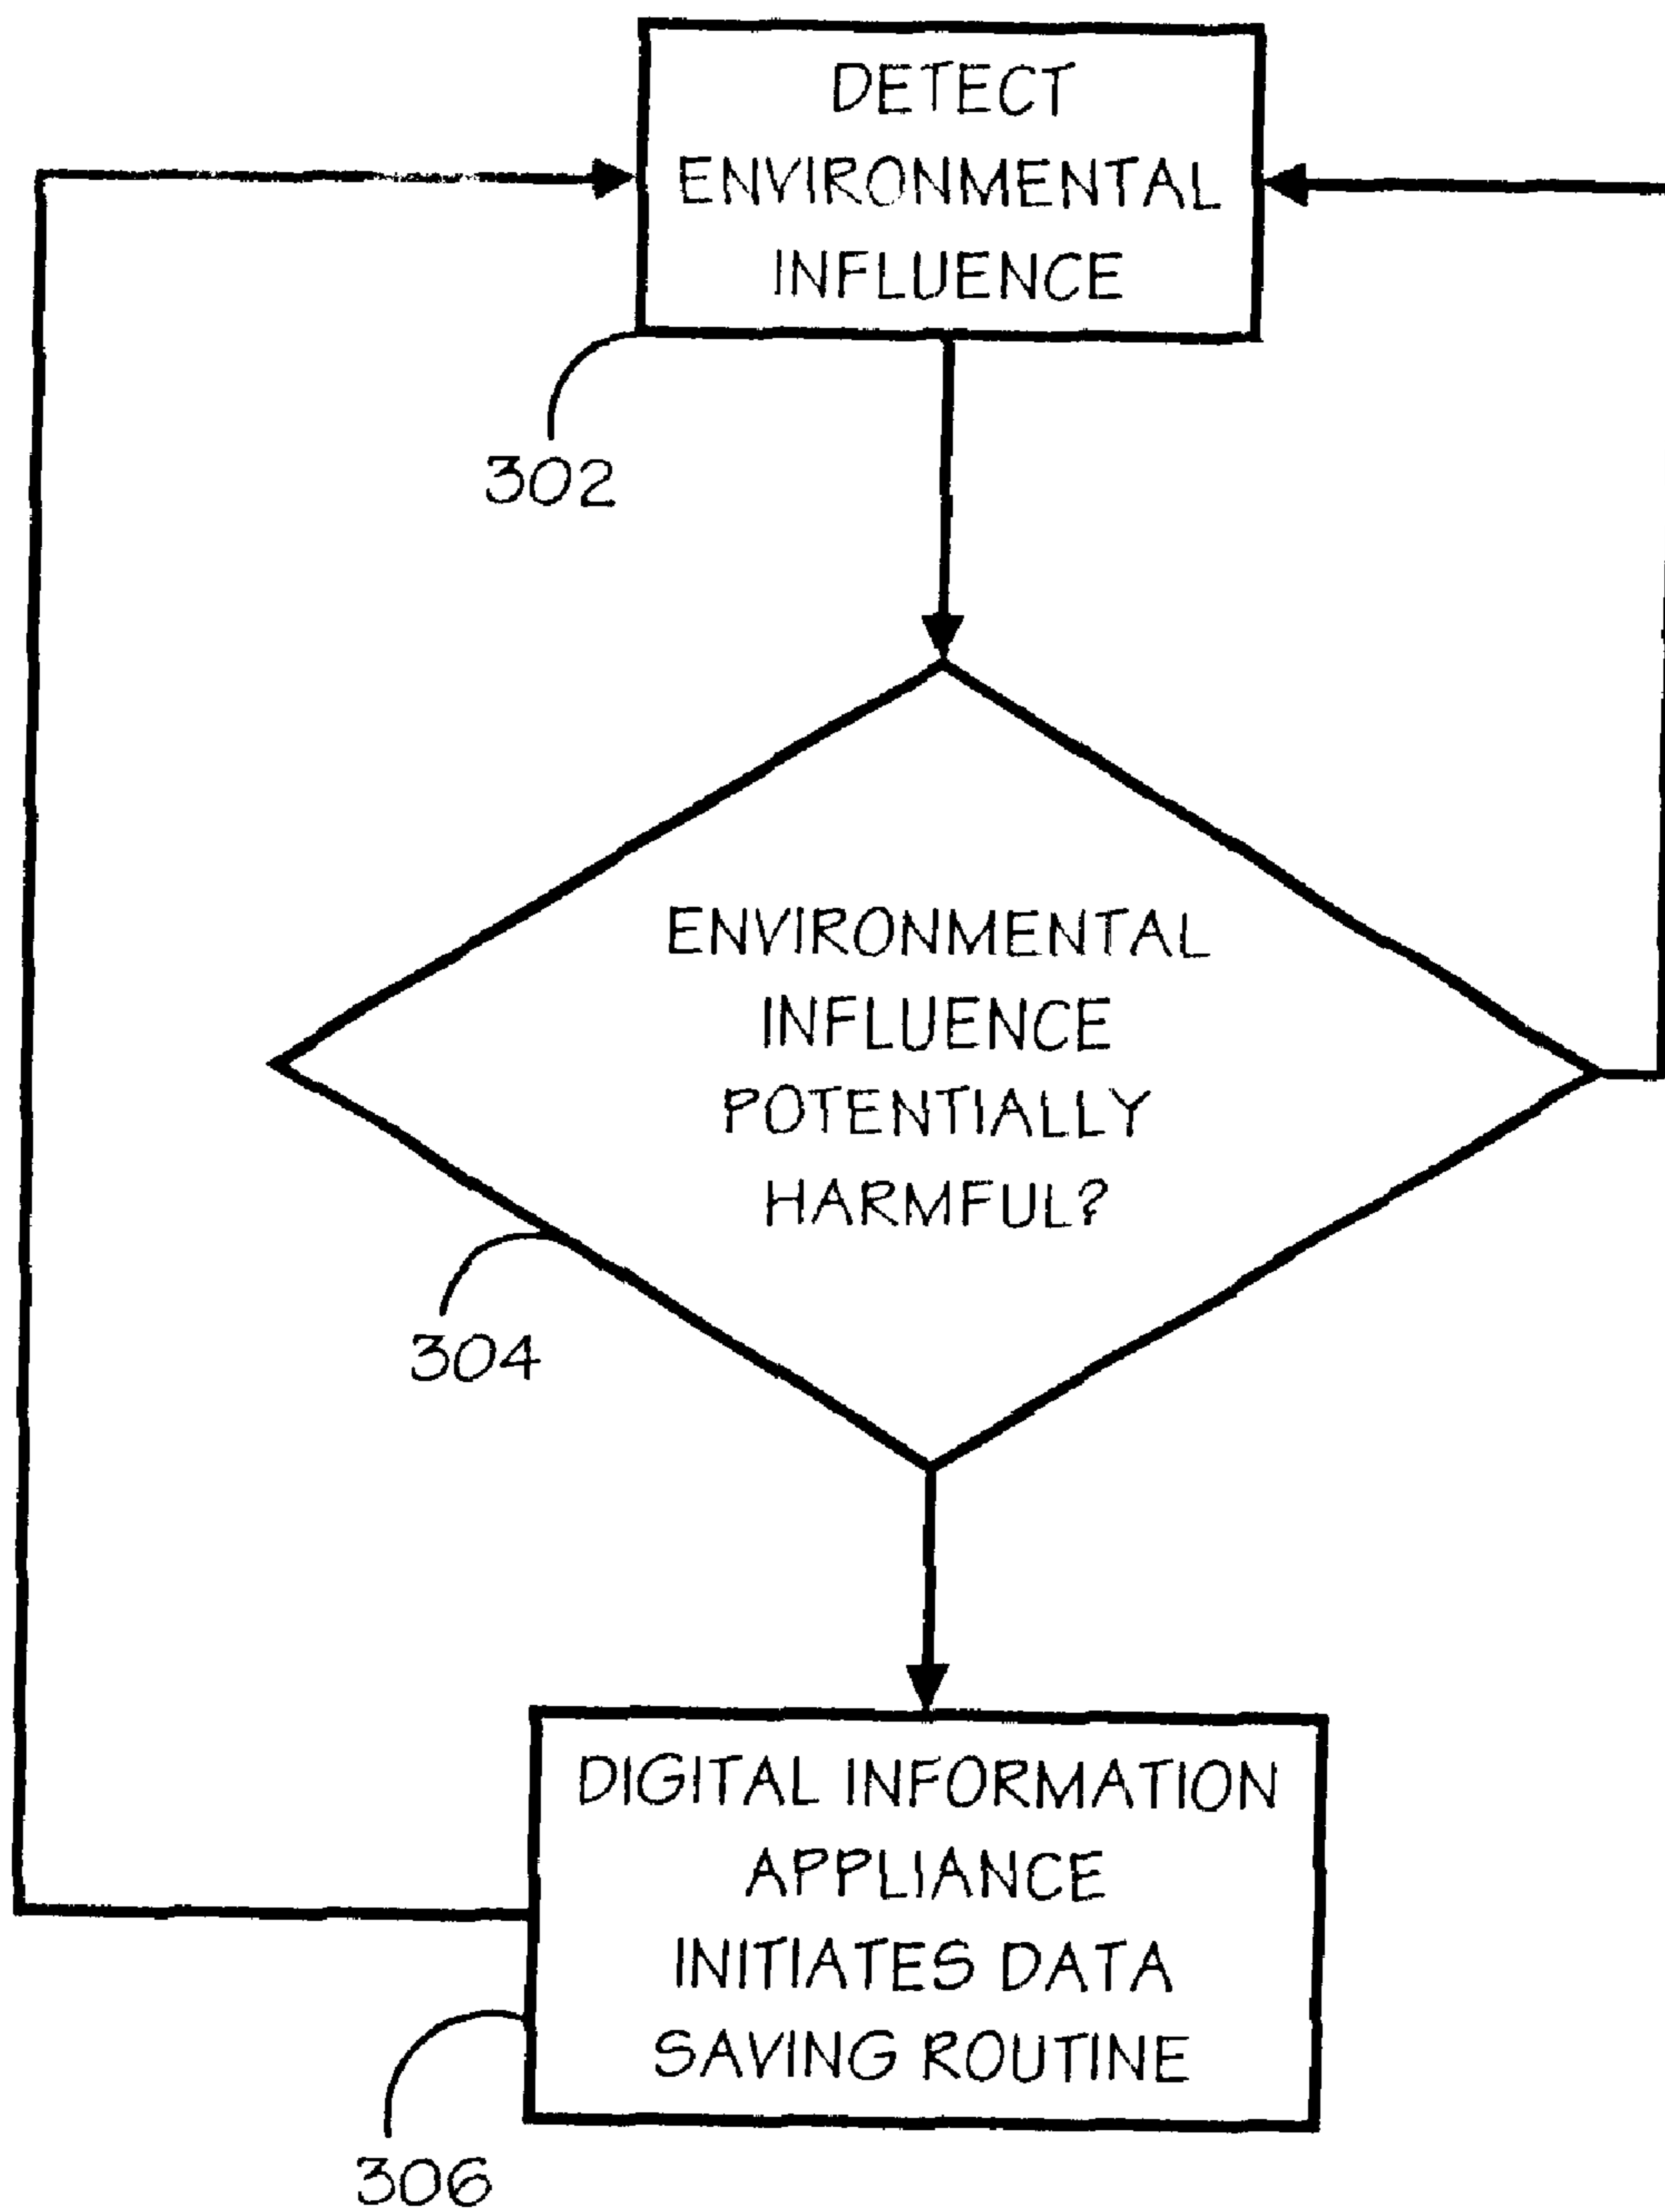 DETECT
ENVIRONMENTAL
INFLUENCE
302
ENVIRONMENTAL
INFLUENCE
POTENTIALLY
HARMFUL?
304
DIGITAL INFORMATION
APPLIANCE
INITIATES DATA
SAVING ROUTINE
306